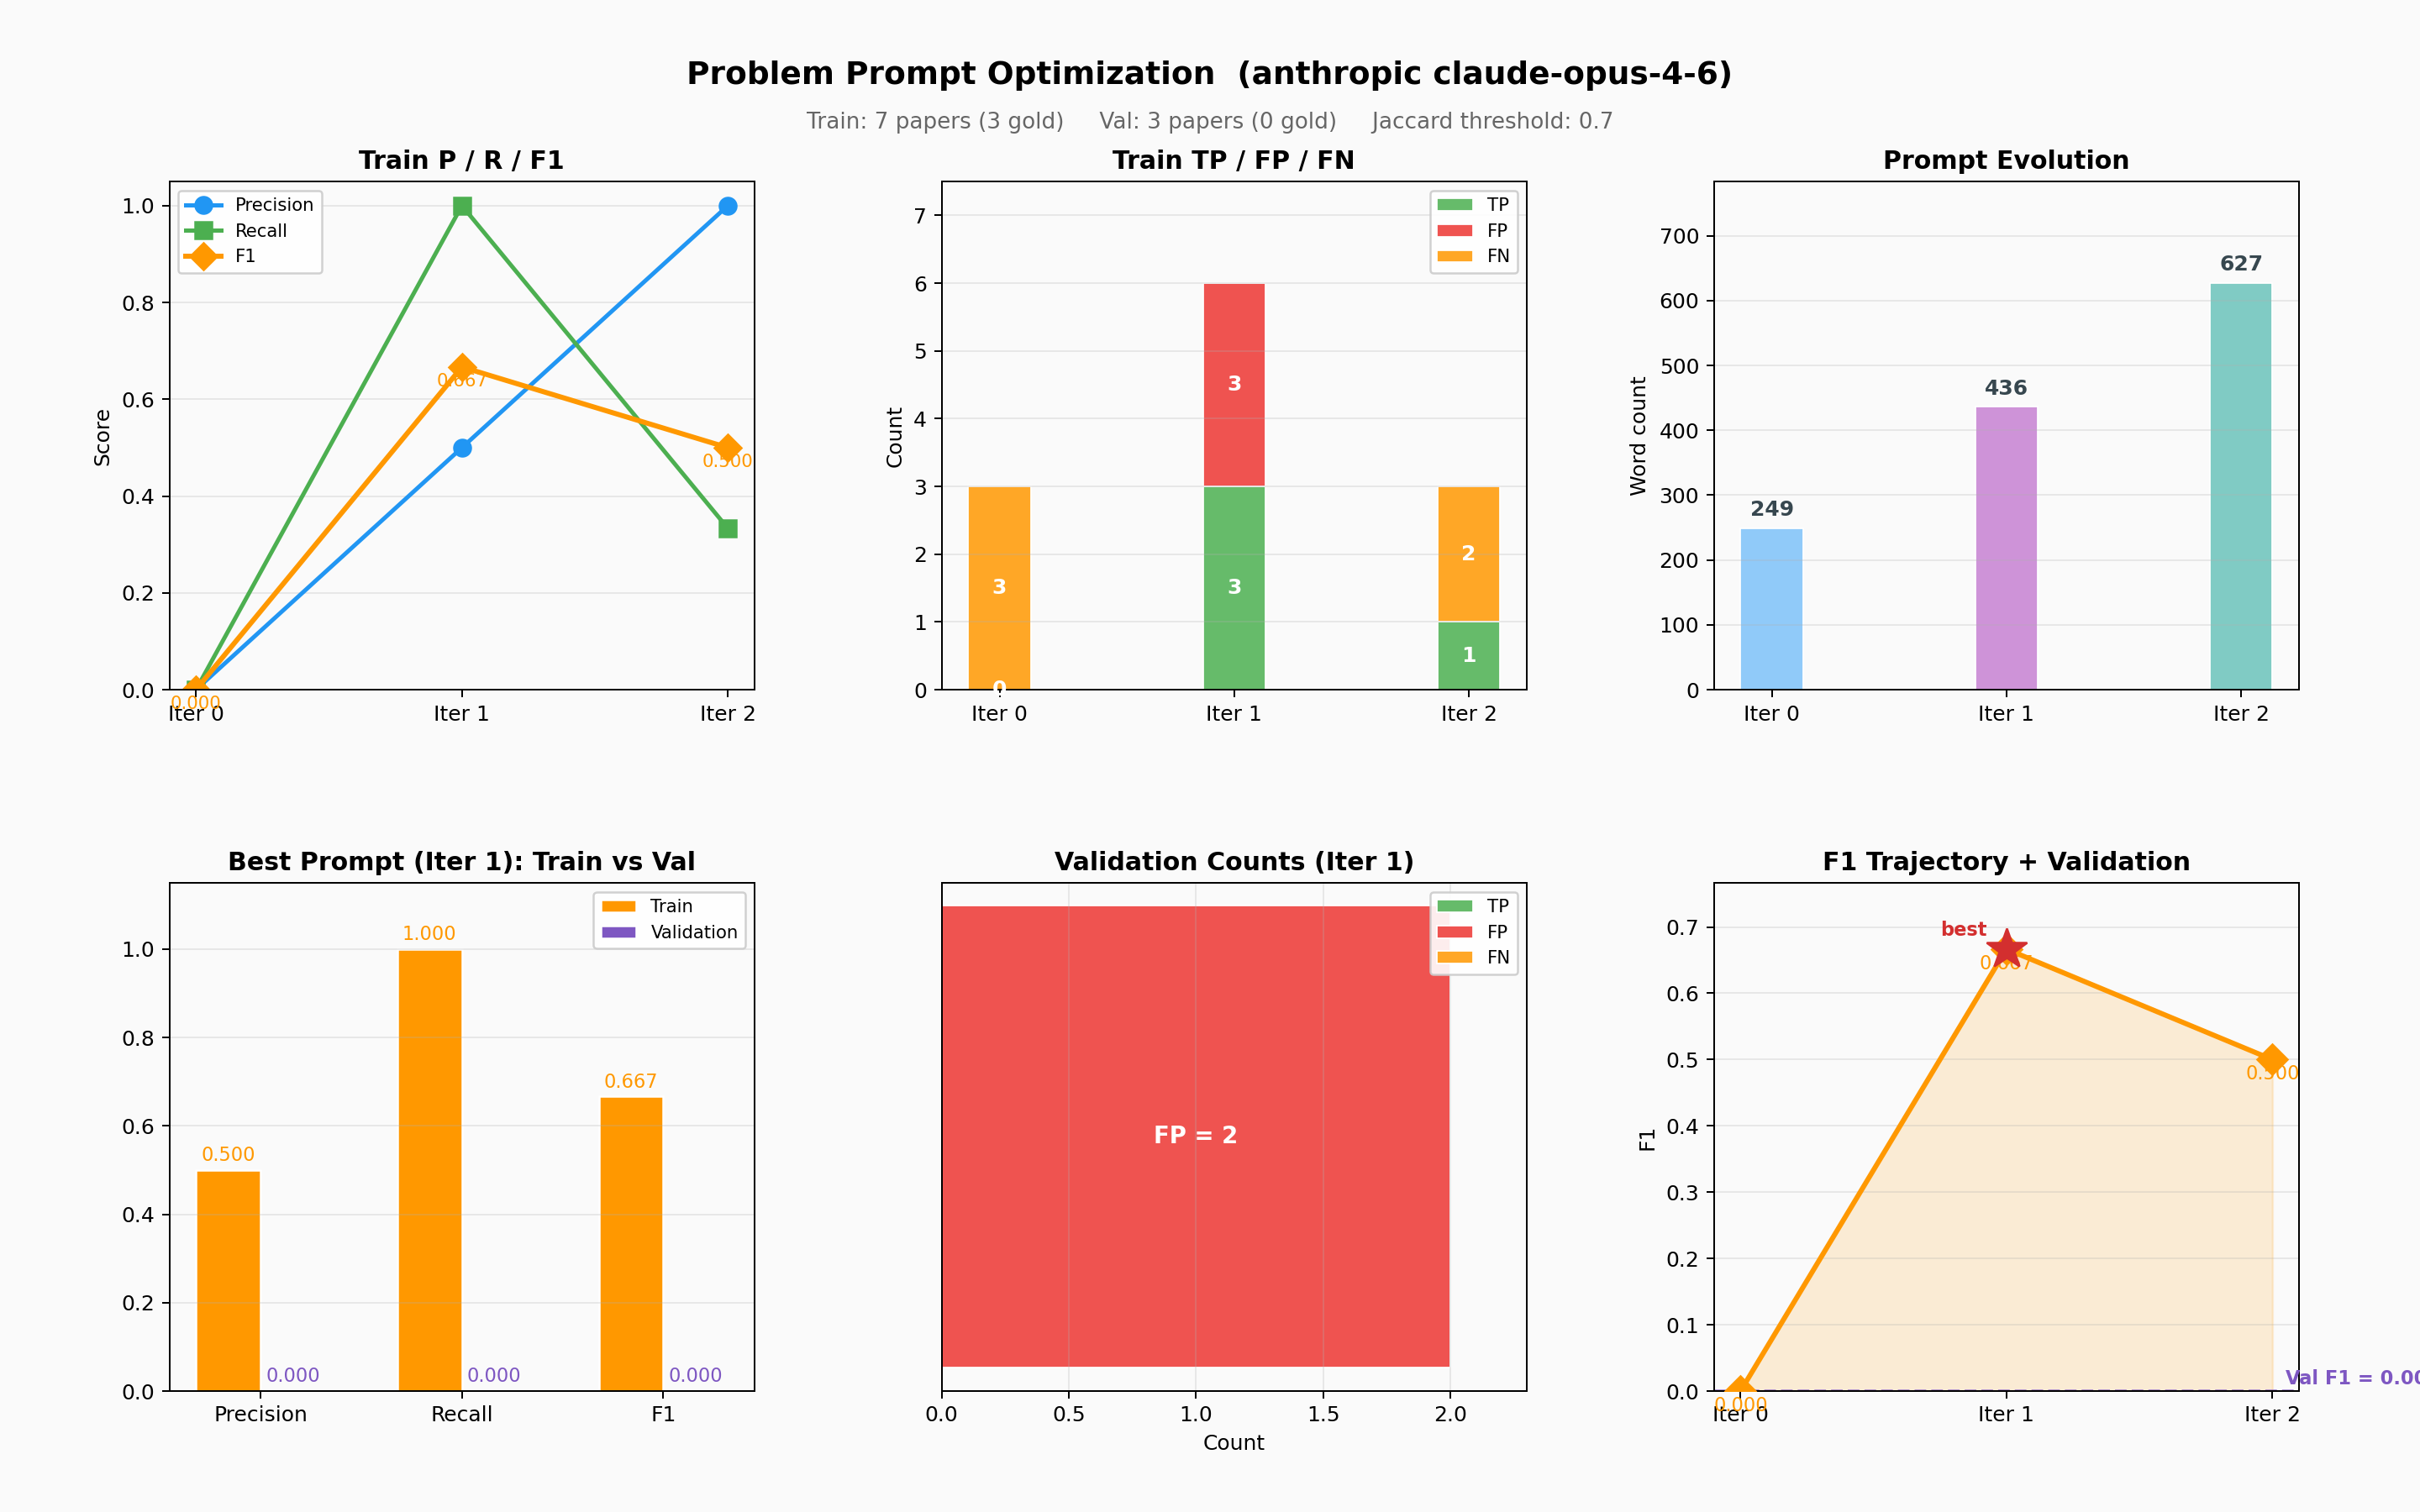 Problem Prompt Optimization (anthropic claude-opus-4-6)
Train: 7 papers (3 gold) Val: 3 papers (0 gold) Jaccard threshold: 0.7
Train P / R / F1
Precision
Recall
F1
1.0
0.8
0.6
0.4
0.2
0.0
Score
0.000
0.667
0.500
Iter 0
Iter 1
Iter 2
Train TP / FP / FN
TP
FP
FN
7
6
5
4
3
2
1
0
Count
3
0
3
3
2
1
Iter 0
Iter 1
Iter 2
Prompt Evolution
700
600
500
400
300
200
100
0
Word count
249
436
627
Iter 0
Iter 1
Iter 2
Best Prompt (Iter 1): Train vs Val
Train
Validation
1.0
0.8
0.6
0.4
0.2
0.0
0.500
1.000
0.667
0.000
0.000
0.000
Precision
Recall
F1
Validation Counts (Iter 1)
TP
FP
FN
FP = 2
0.0
0.5
1.0
1.5
2.0
Count
F1 Trajectory + Validation
0.7
0.6
0.5
0.4
0.3
0.2
0.1
0.0
F1
best
0.667
0.500
Val F1 = 0.00
0.000
Iter 0
Iter 1
Iter 2